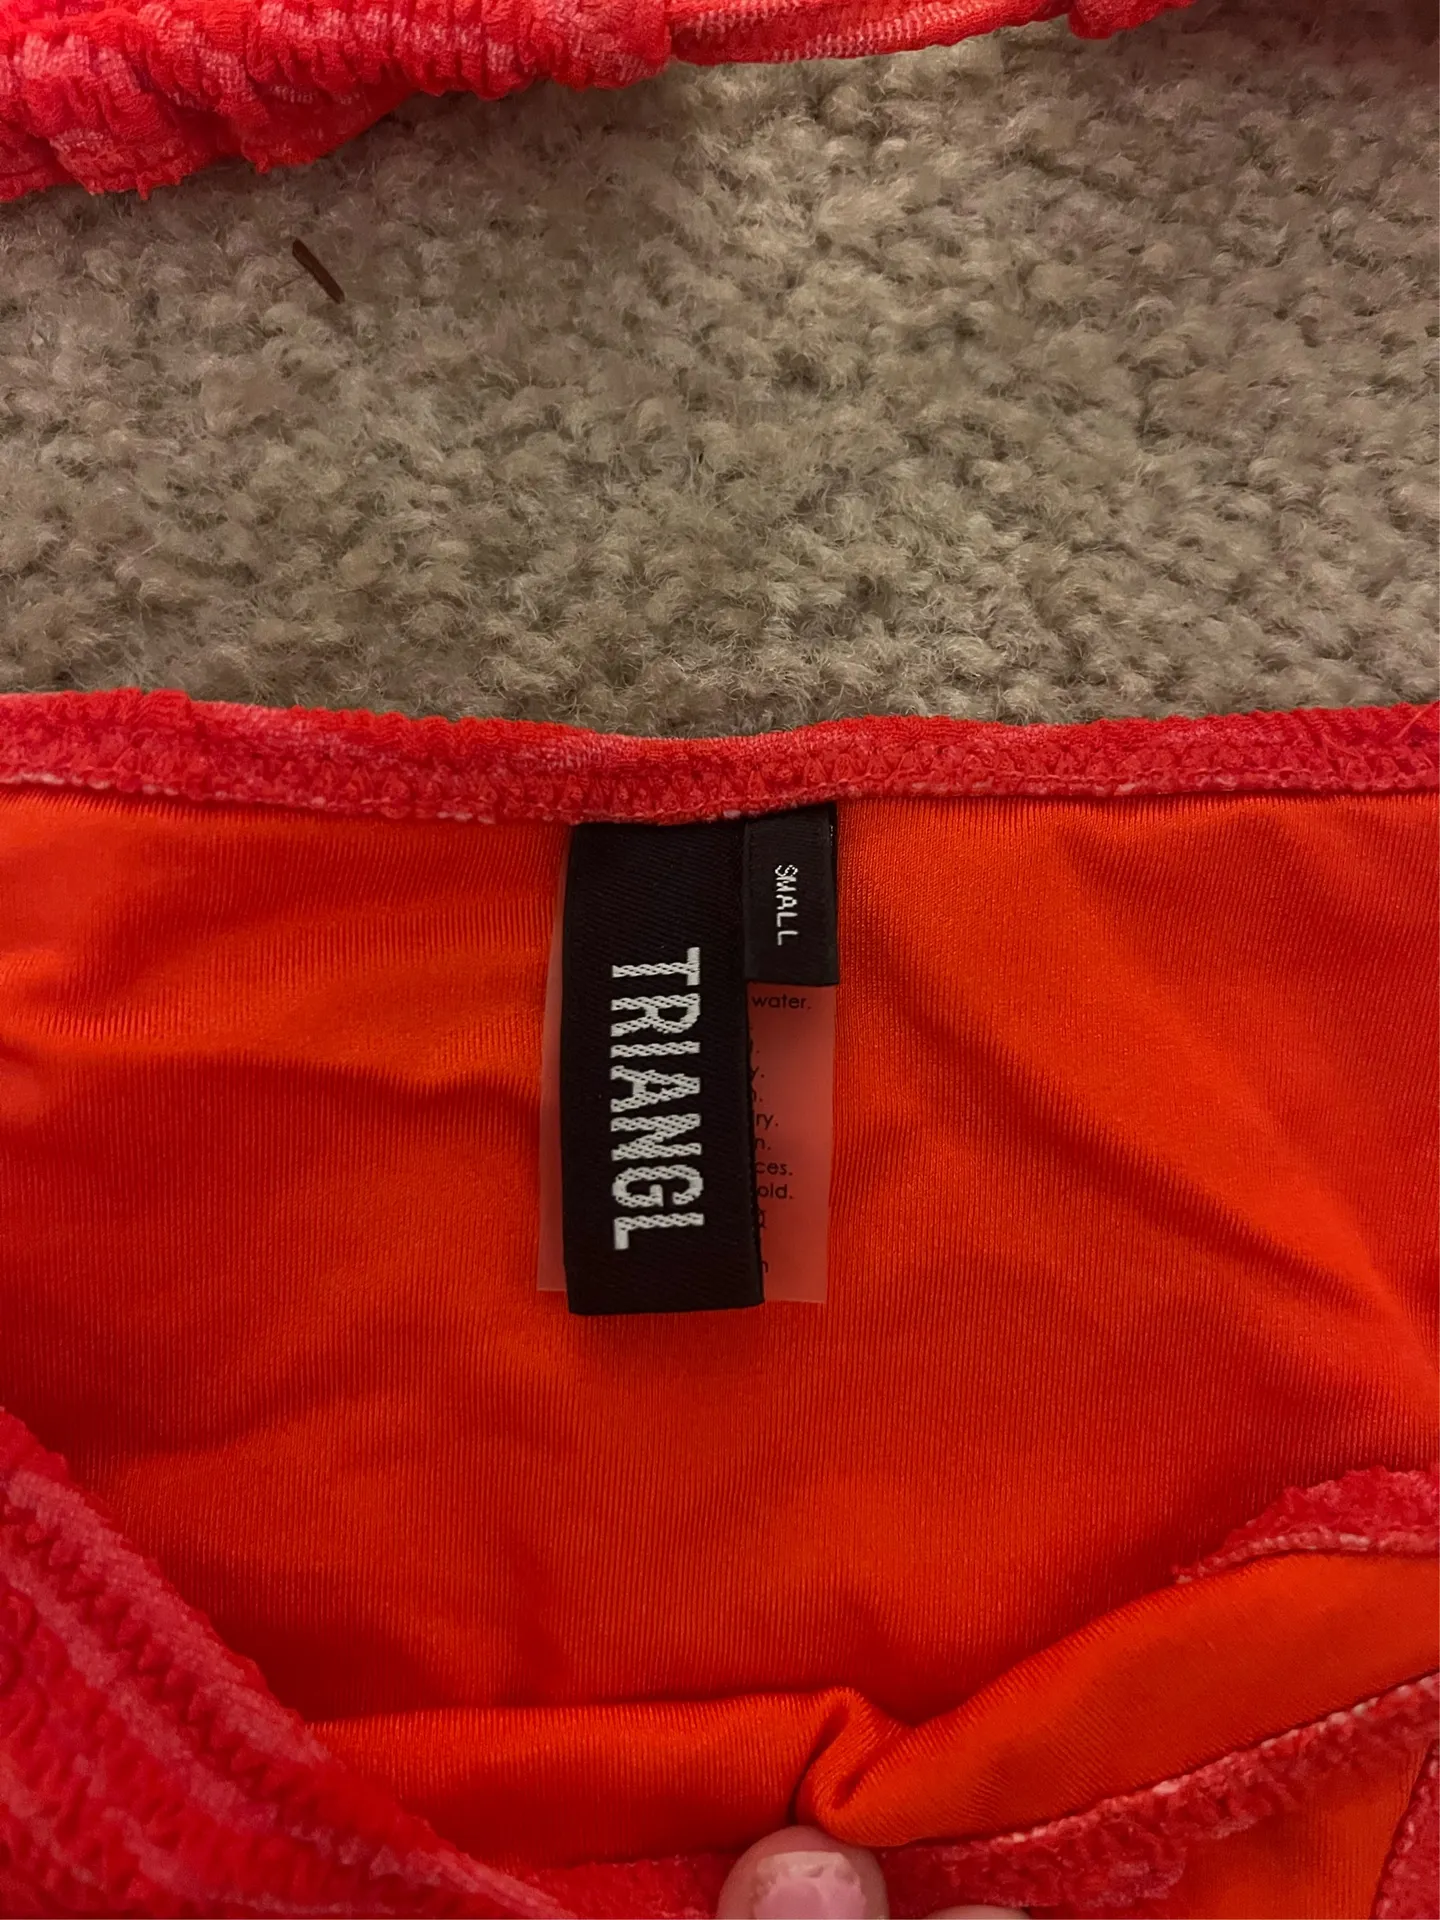 TRIANGL
SMALL
water.
ry.
ces.
old.